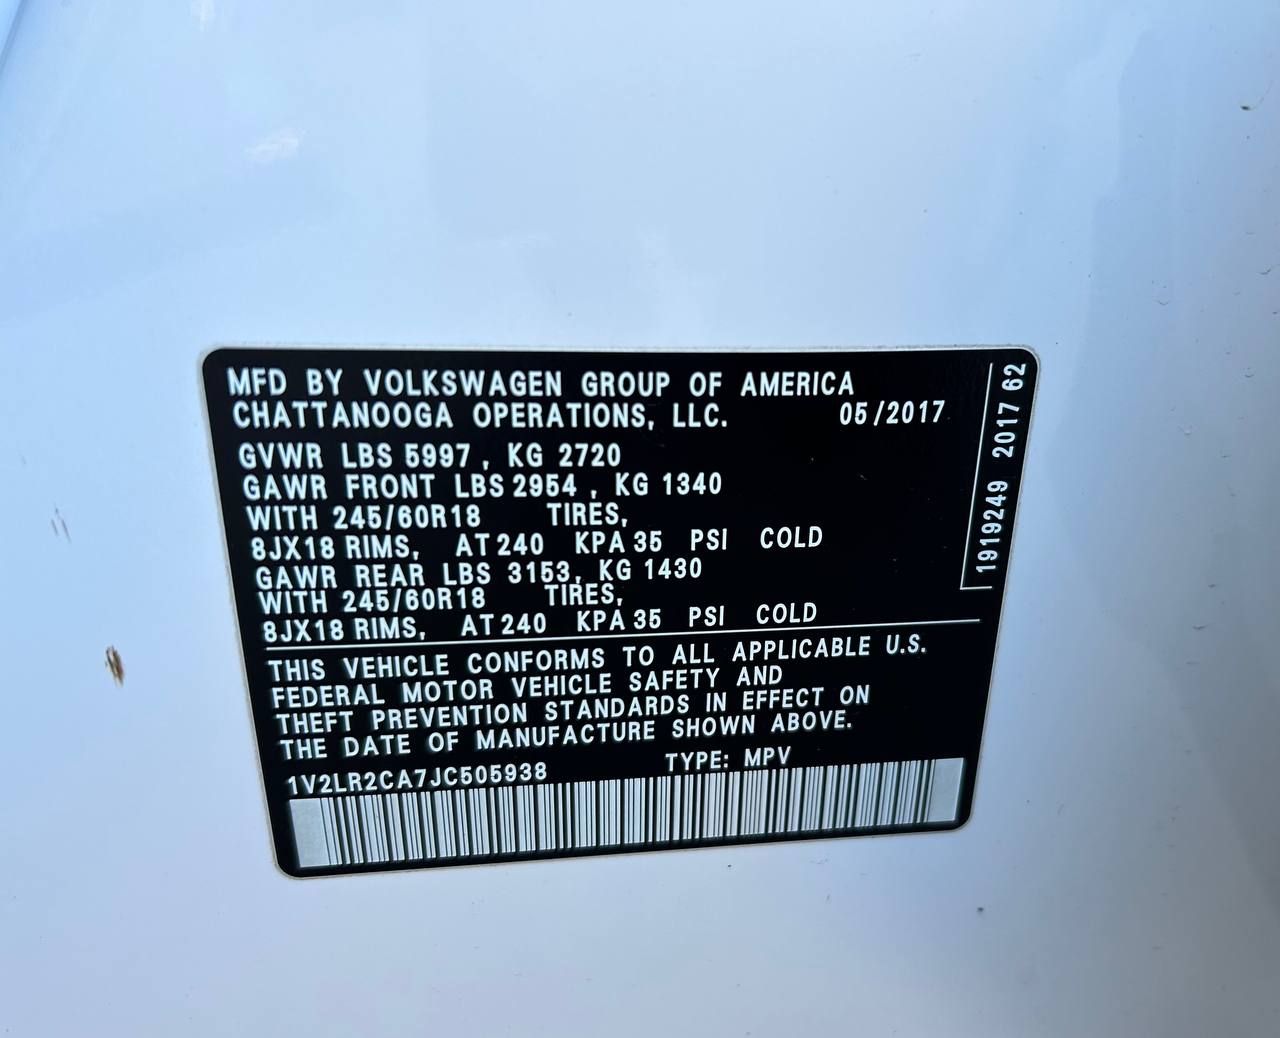 MFD BY VOLKSWAGEN GROUP OF AMERICA
CHATTANOOGA OPERATIONS, LLC. 05/2017
GVWR LBS 5997 , KG 2720
GAWR FRONT LBS 2954 , KG 1340
WITH 245/60R18 TIRES,
8JX18 RIMS, AT 240 KPA 35 PSI COLD
GAWR REAR LBS 3153, KG 1430
WITH 245/60R18 TIRES,
8JX18 RIMS, AT 240 KPA 35 PSI COLD
THIS VEHICLE CONFORMS TO ALL APPLICABLE U.S.
FEDERAL MOTOR VEHICLE SAFETY AND
THEFT PREVENTION STANDARDS IN EFFECT ON
THE DATE OF MANUFACTURE SHOWN ABOVE.
1V2LR2CA7JC505938 TYPE: MPV
1919249 2017 62